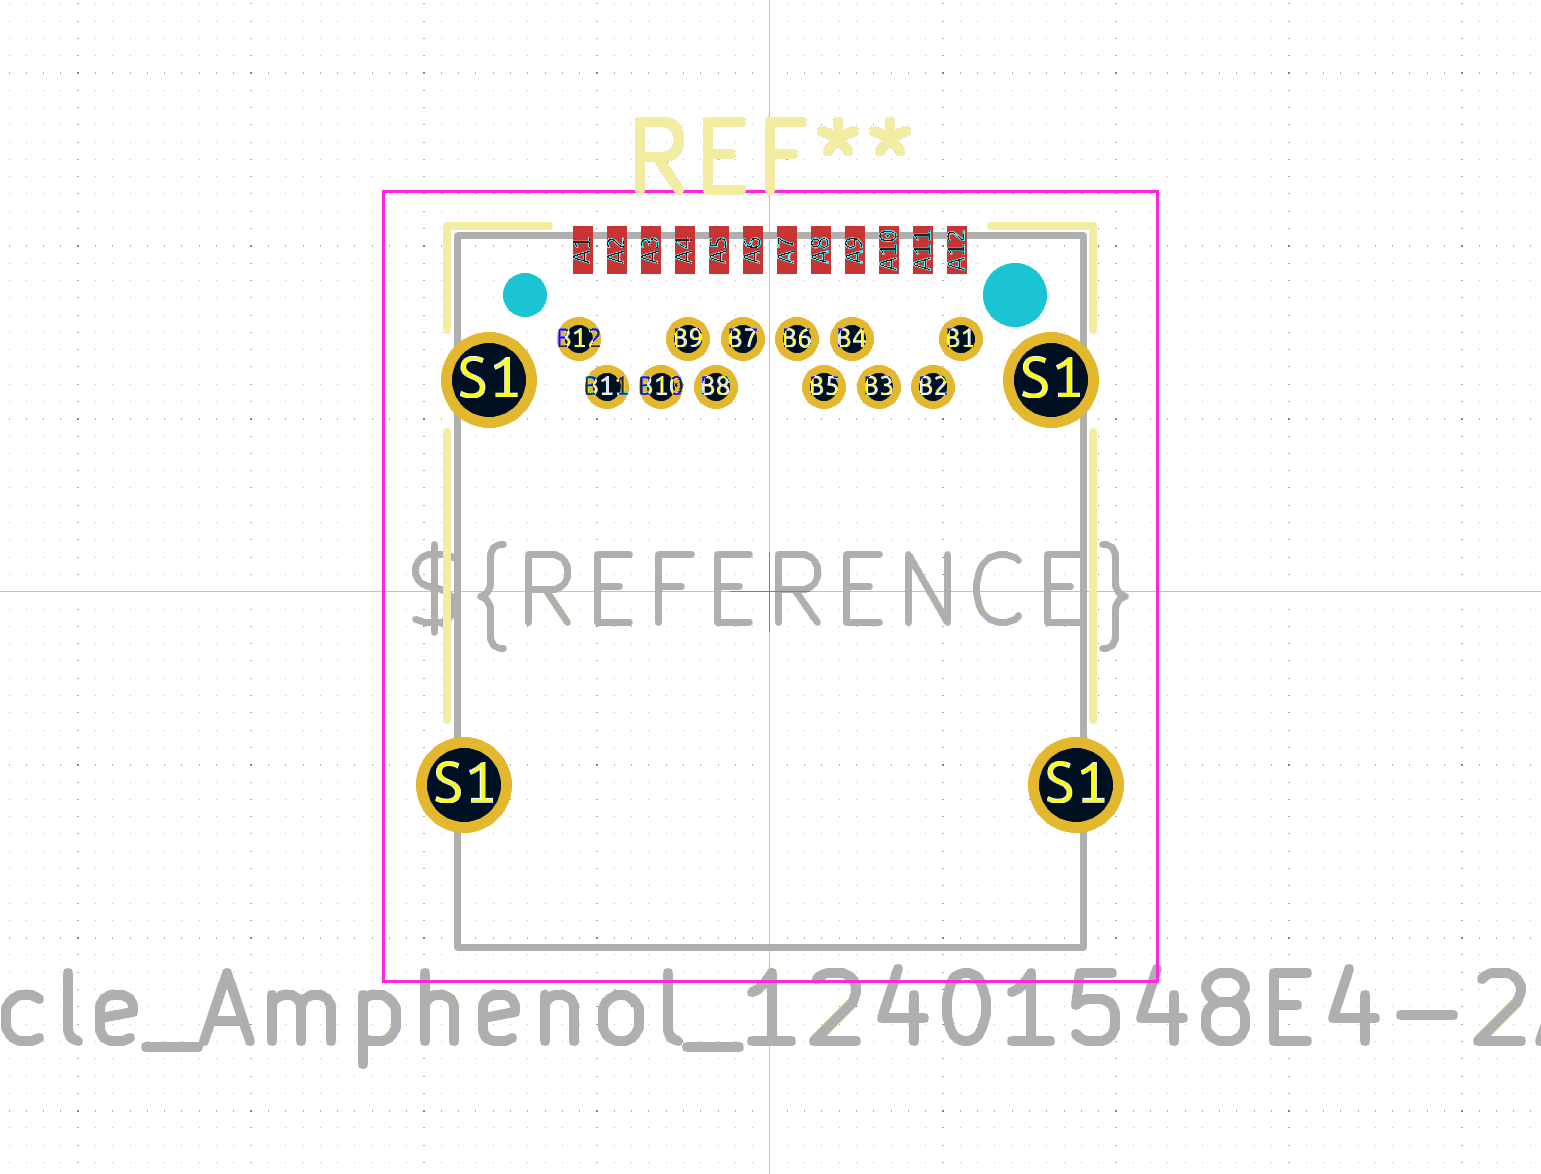 REF**
A1 A2 A3 A4 A5 A6 A7 A8 A9 A10 A11 A12
B12 B9 B7 B6 B4 B1
S1 B11 B10 B8 B5 B3 B2 S1
${REFERENCE}
S1 S1
cle_Amphenol_12401548E4-2